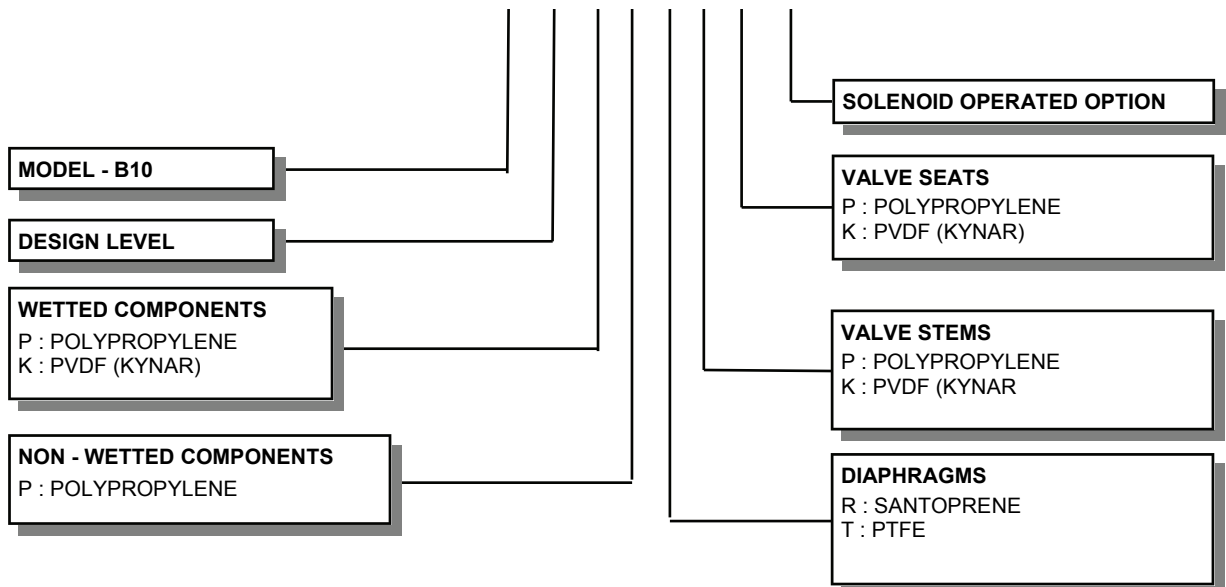 MODEL - B10
DESIGN LEVEL
WETTED COMPONENTS
P : POLYPROPYLENE
K : PVDF (KYNAR)
NON - WETTED COMPONENTS
P : POLYPROPYLENE
SOLENOID OPERATED OPTION
VALVE SEATS
P : POLYPROPYLENE
K : PVDF (KYNAR)
VALVE STEMS
P : POLYPROPYLENE
K : PVDF (KYNAR
DIAPHRAGMS
R : SANTOPRENE
T : PTFE